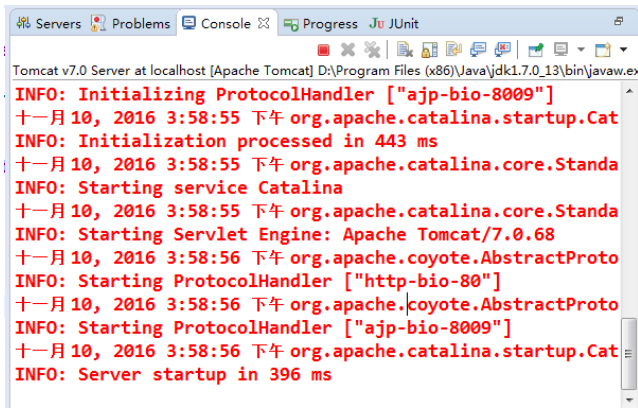 Servers Problems Console Progress JUnit
Tomcat v7.0 Server at localhost [Apache Tomcat] D:\Program Files (x86)\Java\jdk1.7.0_13\bin\javaw.ex
INFO: Initializing ProtocolHandler ["ajp-bio-8009"]
十一月 10, 2016 3:58:55 下午 org.apache.catalina.startup.Cat
INFO: Initialization processed in 443 ms
十一月 10, 2016 3:58:55 下午 org.apache.catalina.core.Standa
INFO: Starting service Catalina
十一月 10, 2016 3:58:55 下午 org.apache.catalina.core.Standa
INFO: Starting Servlet Engine: Apache Tomcat/7.0.68
十一月 10, 2016 3:58:56 下午 org.apache.coyote.AbstractProto
INFO: Starting ProtocolHandler ["http-bio-80"]
十一月 10, 2016 3:58:56 下午 org.apache.coyote.AbstractProto
INFO: Starting ProtocolHandler ["ajp-bio-8009"]
十一月 10, 2016 3:58:56 下午 org.apache.catalina.startup.Cat
INFO: Server startup in 396 ms